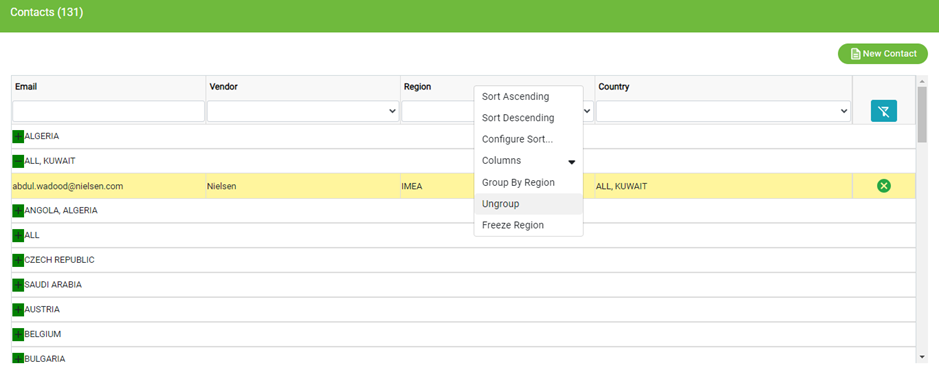 Contacts (131)
New Contact
Email Vendor Region Country
Sort Ascending
Sort Descending
Configure Sort...
Columns
Group By Region
Ungroup
Freeze Region
ALGERIA
ALL, KUWAIT
abdul.wadood@nielsen.com Nielsen IMEA ALL, KUWAIT
ANGOLA, ALGERIA
ALL
CZECH REPUBLIC
SAUDI ARABIA
AUSTRIA
BELGIUM
BULGARIA